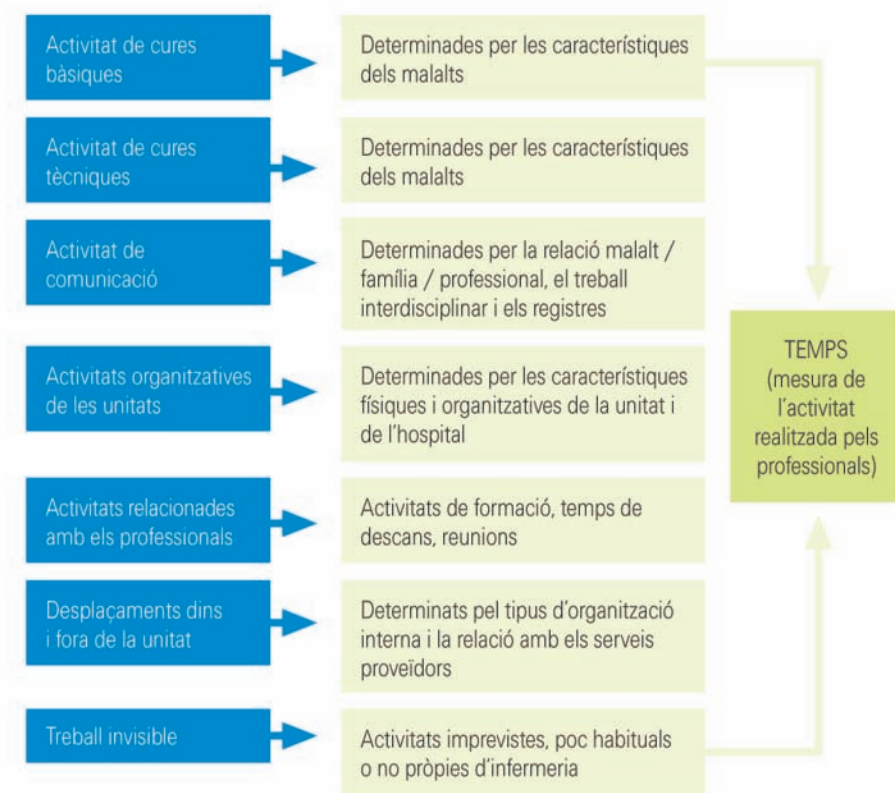 Activitat de cures
bàsiques
Determinades per les característiques
dels malalts
Activitat de cures
tècniques
Determinades per les característiques
dels malalts
Activitat de
comunicació
Determinades per la relació malalt /
família / professional, el treball
interdisciplinar i els registres
Activitats organitzatives
de les unitats
Determinades per les característiques
físiques i organitzatives de la unitat i
de l'hospital
Activitats relacionades
amb els professionals
Activitats de formació, temps de
descans, reunions
Desplaçaments dins
i fora de la unitat
Determinats pel tipus d'organització
interna i la relació amb els serveis
proveïdors
Treball invisible
Activitats imprevistes, poc habituals
o no pròpies d'infermeria
TEMPS
(mesura de
l'activitat
realitzada pels
professionals)